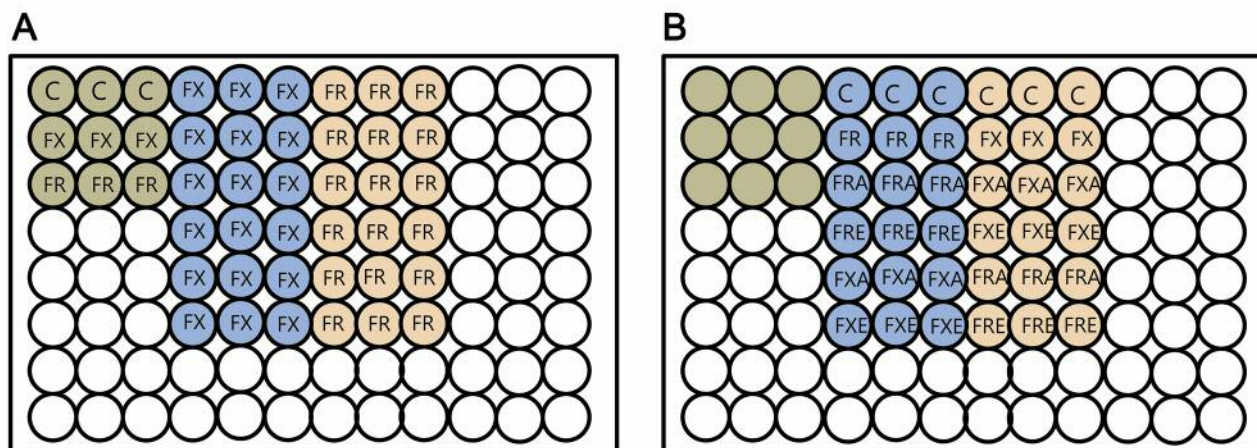 A B
C C C FX FX FX FR FR FR
FX FX FX FX FX FX FR FR FR
FR FR FR FX FX FX FR FR FR
FX FX FX FR FR FR
FX FX FX FR FR FR
FX FX FX FR FR FR
C C C C C C
FR FR FR FX FX FX
FRA FRA FRA FXA FXA FXA
FRE FRE FRE FXE FXE FXE
FXA FXA FXA FRA FRA FRA
FXE FXE FXE FRE FRE FRE